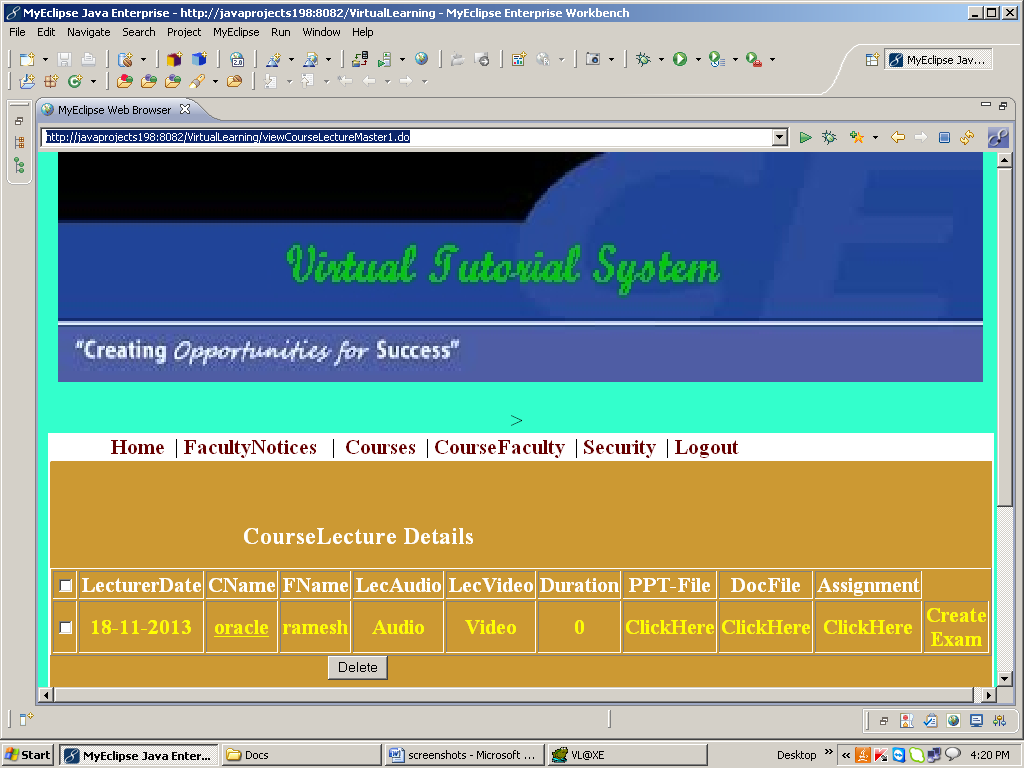 MyEclipse Java Enterprise - http://javaprojects198:8082/VirtualLearning - MyEclipse Enterprise Workbench
File Edit Navigate Search Project MyEclipse Run Window Help
2.0
MyEclipse Jav...
MyEclipse Web Browser
http://javaprojects198:8082/VirtualLearning/viewCourseLectureMaster1.do
CE
Virtual Tutorial System
"Creating Opportunities for Success"
>
Home | FacultyNotices | Courses | CourseFaculty | Security | Logout
CourseLecture Details
LecturerDate CName FName LecAudio LecVideo Duration PPT-File DocFile Assignment
18-11-2013 oracle ramesh Audio Video 0 ClickHere ClickHere ClickHere Create
Exam
Delete
Start MyEclipse Java Enter... Docs screenshots - Microsoft ... VL@XE Desktop » « 4:20 PM